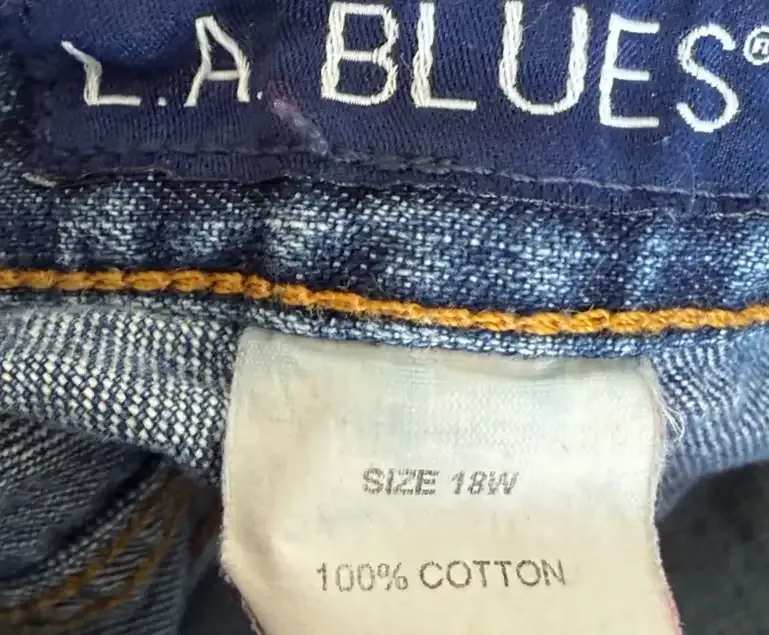 L.A. BLUES®
SIZE 18W
100% COTTON